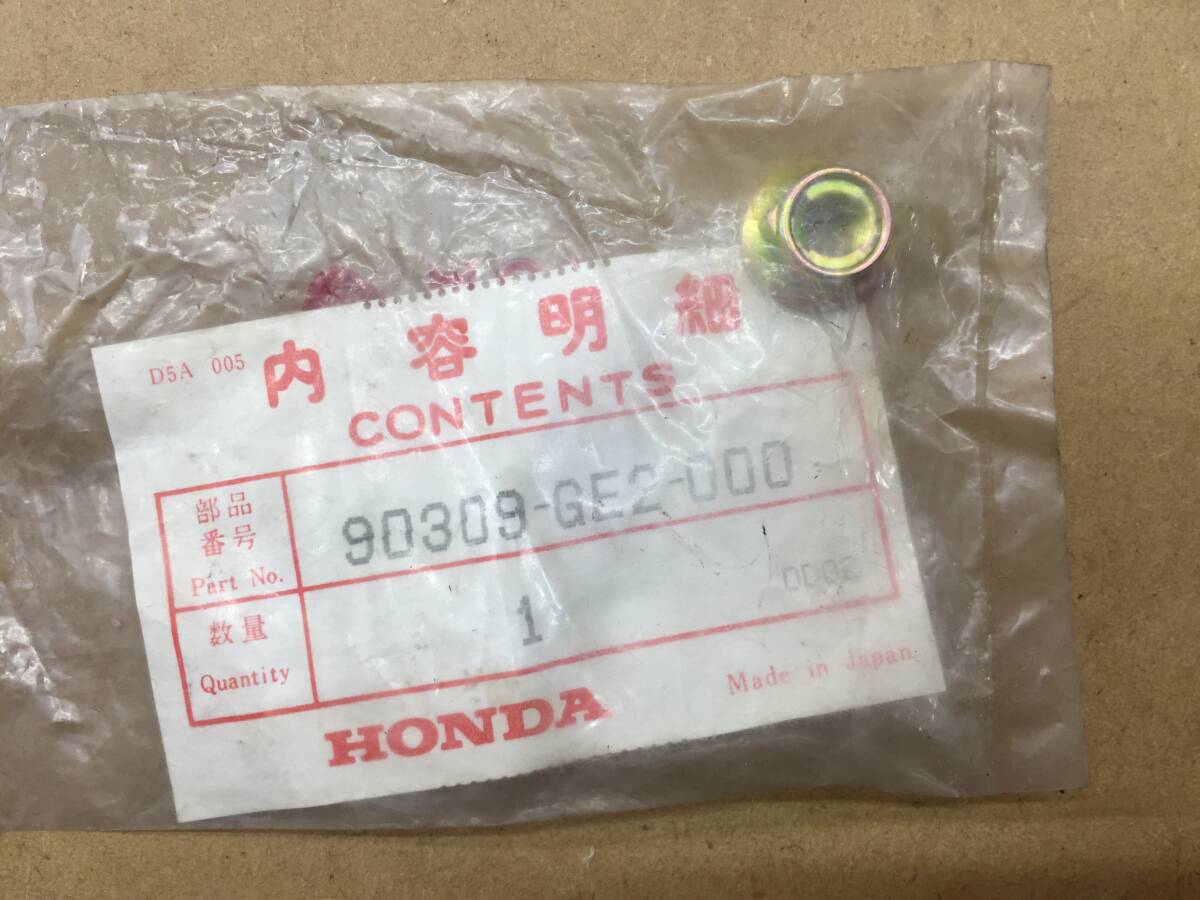 D5A 005
内容明細
CONTENTS
部品
番号
Part No.
90309-GE2-000
数量
Quantity
1
HONDA
Made in Japan